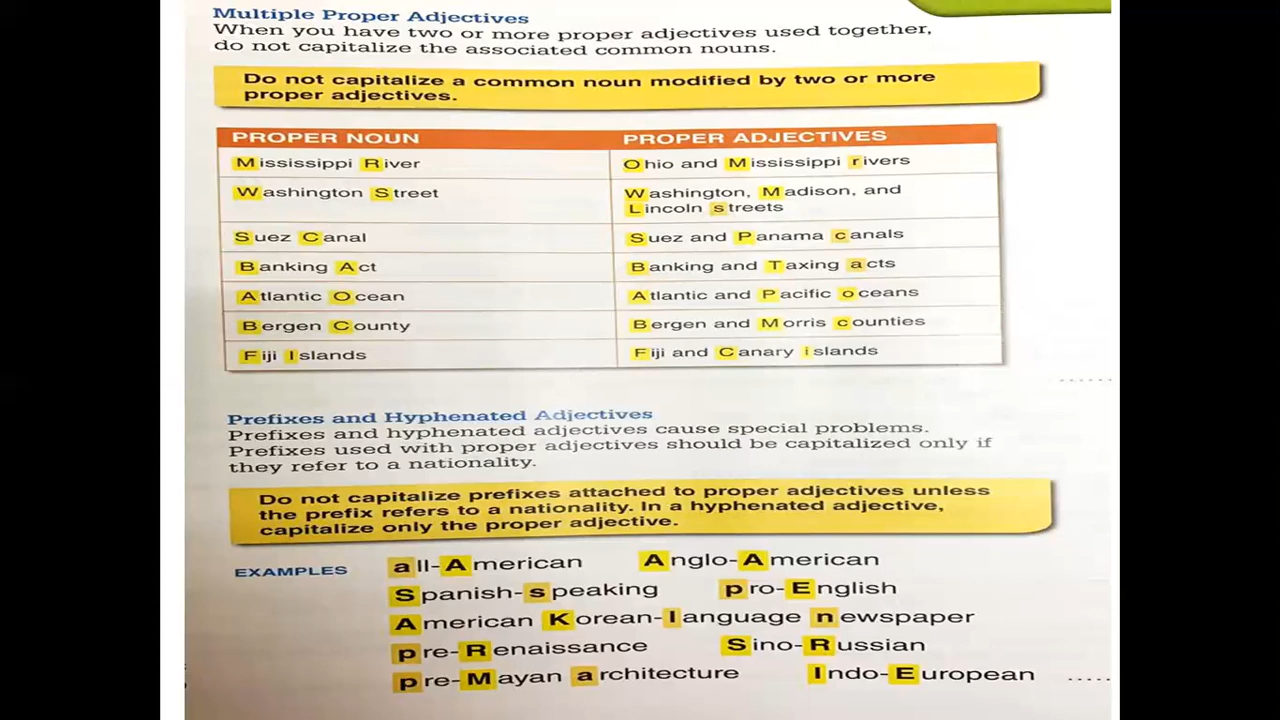 Multiple Proper Adjectives
When you have two or more proper adjectives used together,
do not capitalize the associated common nouns.
Do not capitalize a common noun modified by two or more
proper adjectives.
PROPER NOUN PROPER ADJECTIVES
Mississippi River Ohio and Mississippi rivers
Washington Street Washington, Madison, and
Lincoln streets
Suez Canal Suez and Panama canals
Banking Act Banking and Taxing acts
Atlantic Ocean Atlantic and Pacific oceans
Bergen County Bergen and Morris counties
Fiji Islands Fiji and Canary islands
Prefixes and Hyphenated Adjectives
Prefixes and hyphenated adjectives cause special problems.
Prefixes used with proper adjectives should be capitalized only if
they refer to a nationality.
Do not capitalize prefixes attached to proper adjectives unless
the prefix refers to a nationality. In a hyphenated adjective,
capitalize only the proper adjective.
EXAMPLES all-American Anglo-American
Spanish-speaking pro-English
American Korean-language newspaper
pre-Renaissance Sino-Russian
pre-Mayan architecture Indo-European